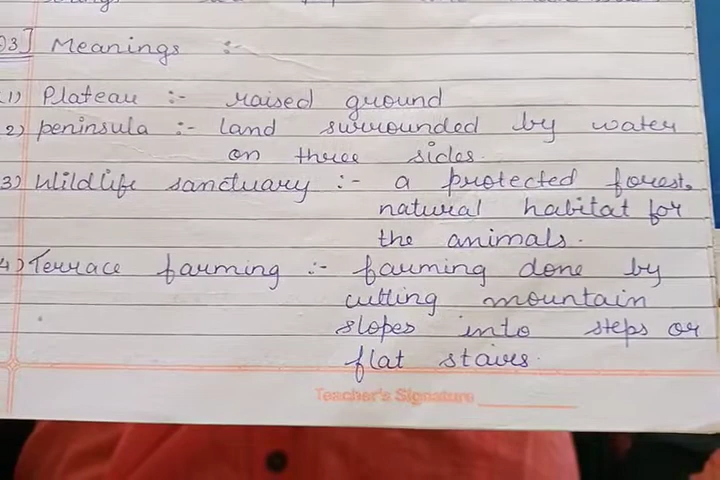 Q3] Meanings :-
1) Plateau :- raised ground
2) peninsula :- land surrounded by water
on three sides.
3) Wildlife sanctuary :- a protected forest.
natural habitat for
the animals.
4) Terrace farming :- farming done by
cutting mountain
slopes into steps or
flat stairs.
Teacher's Signature